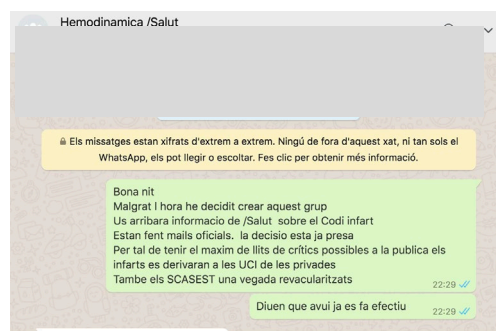 Hemodinamica /Salut
Els missatges estan xifrats d'extrem a extrem. Ningú de fora d'aquest xat, ni tan sols el
WhatsApp, els pot llegir o escoltar. Fes clic per obtenir més informació.
Bona nit
Malgrat l hora he decidit crear aquest grup
Us arribara informacio de /Salut sobre el Codi infart
Estan fent mails oficials. la decisio esta ja presa
Per tal de tenir el maxim de llits de crítics possibles a la publica els
infarts es derivaran a les UCI de les privades
Tambe els SCASEST una vegada revacularitzats
22:29
Diuen que avui ja es fa efectiu
22:29